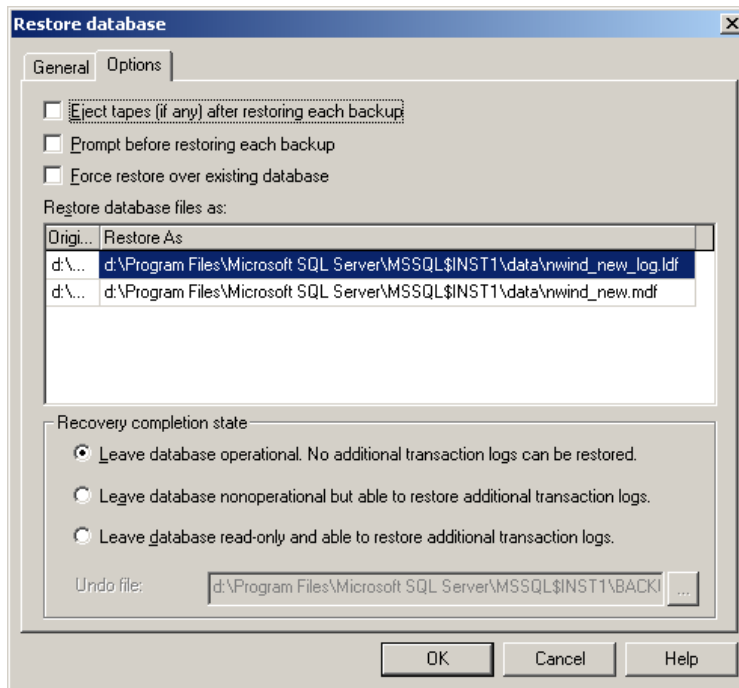 Restore database
General Options
Eject tapes (if any) after restoring each backup
Prompt before restoring each backup
Force restore over existing database
Restore database files as:
Origi... Restore As
d:\... d:\Program Files\Microsoft SQL Server\MSSQL$INST1\data\nwind_new_log.ldf
d:\... d:\Program Files\Microsoft SQL Server\MSSQL$INST1\data\nwind_new.mdf
Recovery completion state
Leave database operational. No additional transaction logs can be restored.
Leave database nonoperational but able to restore additional transaction logs.
Leave database read-only and able to restore additional transaction logs.
Undo file: d:\Program Files\Microsoft SQL Server\MSSQL$INST1\BACK ...
OK Cancel Help